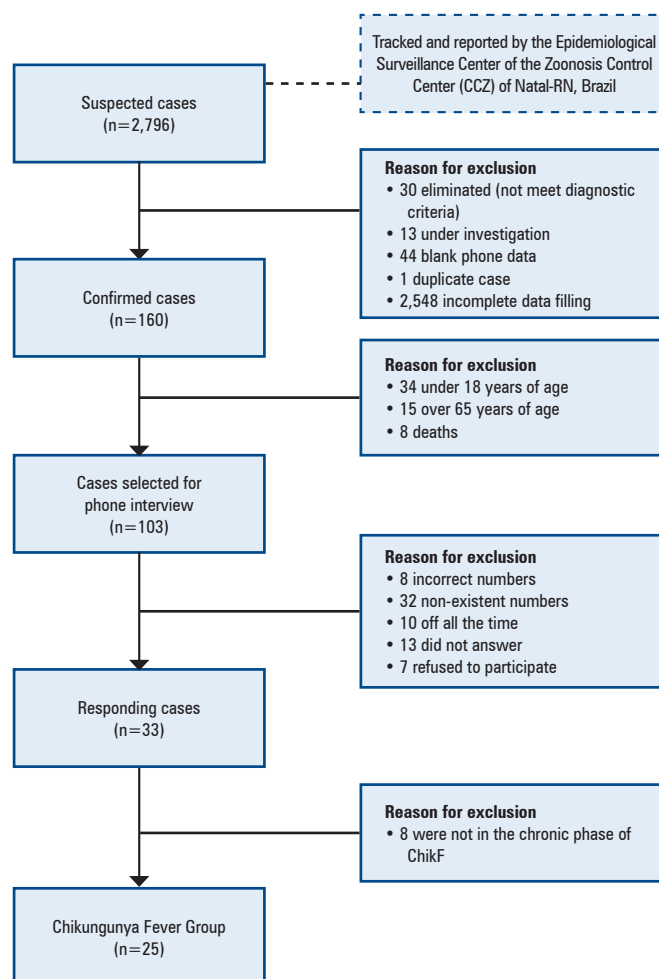 Tracked and reported by the Epidemiological
Surveillance Center of the Zoonosis Control
Center (CCZ) of Natal-RN, Brazil
Suspected cases
(n=2,796)
Reason for exclusion
• 30 eliminated (not meet diagnostic
criteria)
• 13 under investigation
• 44 blank phone data
• 1 duplicate case
• 2,548 incomplete data filling
Confirmed cases
(n=160)
Reason for exclusion
• 34 under 18 years of age
• 15 over 65 years of age
• 8 deaths
Cases selected for
phone interview
(n=103)
Reason for exclusion
• 8 incorrect numbers
• 32 non-existent numbers
• 10 off all the time
• 13 did not answer
• 7 refused to participate
Responding cases
(n=33)
Reason for exclusion
• 8 were not in the chronic phase of
ChikF
Chikungunya Fever Group
(n=25)